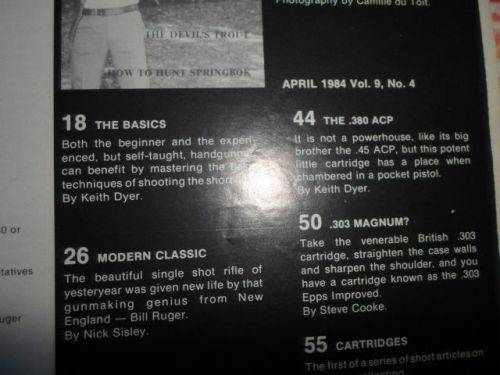 Photography by Camille du Toit.
THE DEVIL'S TROUT
HOW TO HUNT SPRINGBOK
APRIL 1984 Vol. 9, No. 4
18 THE BASICS
Both the beginner and the experi-
enced, but self-taught, handgunner
can benefit by mastering the
techniques of shooting the short
By Keith Dyer.
26 MODERN CLASSIC
The beautiful single shot rifle of
yesteryear was given new life by that
gunmaking genius from New
England — Bill Ruger.
By Nick Sisley.
44 THE .380 ACP
It is not a powerhouse, like its big
brother the .45 ACP, but this potent
little cartridge has a place when
chambered in a pocket pistol.
By Keith Dyer.
50 .303 MAGNUM?
Take the venerable British .303
cartridge, straighten the case walls
and sharpen the shoulder, and you
have a cartridge known as the .303
Epps Improved.
By Steve Cooke.
55 CARTRIDGES
The first of a series of short articles on
collecting
0 or
tatives
uger